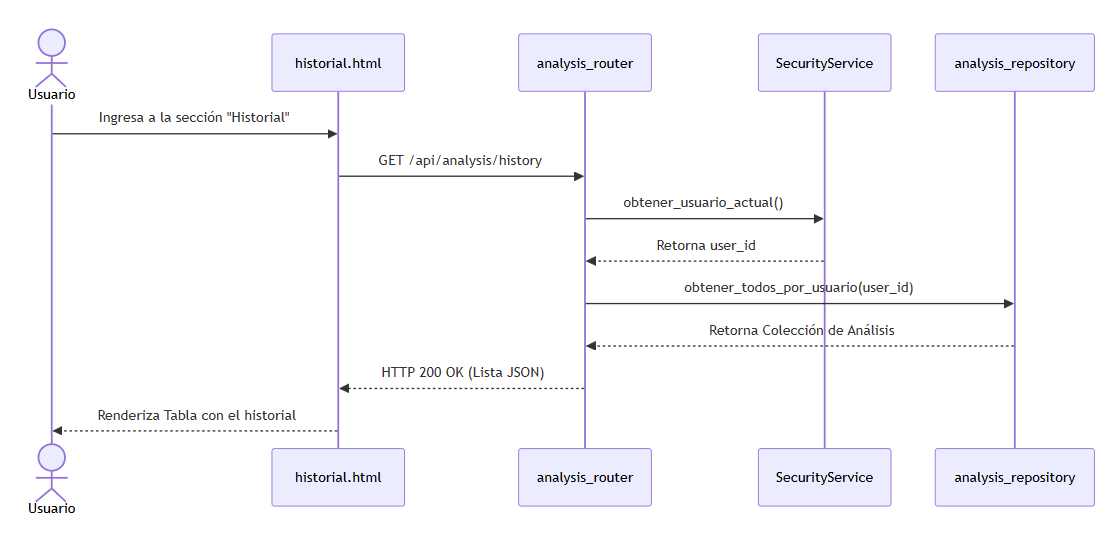 Usuario
historial.html
analysis_router
SecurityService
analysis_repository
Ingresa a la sección "Historial"
GET /api/analysis/history
obtener_usuario_actual()
Retorna user_id
obtener_todos_por_usuario(user_id)
Retorna Colección de Análisis
HTTP 200 OK (Lista JSON)
Renderiza Tabla con el historial
Usuario
historial.html
analysis_router
SecurityService
analysis_repository